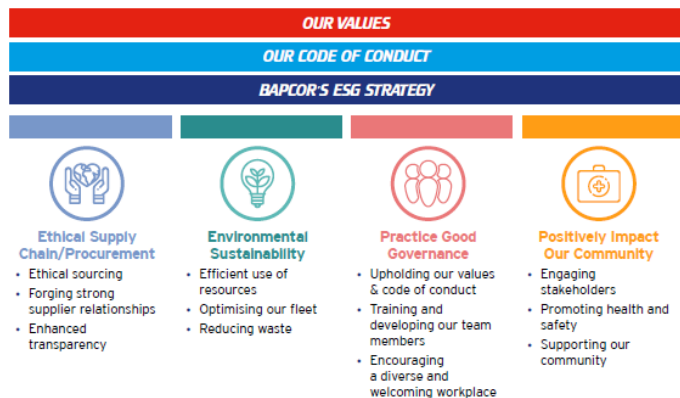 OUR VALUES
OUR CODE OF CONDUCT
BAPCOR'S ESG STRATEGY
Ethical Supply
Chain/Procurement
• Ethical sourcing
• Forging strong
supplier relationships
• Enhanced
transparency
Environmental
Sustainability
• Efficient use of
resources
• Optimising our fleet
• Reducing waste
Practice Good
Governance
• Upholding our values
& code of conduct
• Training and
developing our team
members
• Encouraging
a diverse and
welcoming workplace
Positively Impact
Our Community
• Engaging
stakeholders
• Promoting health and
safety
• Supporting our
community